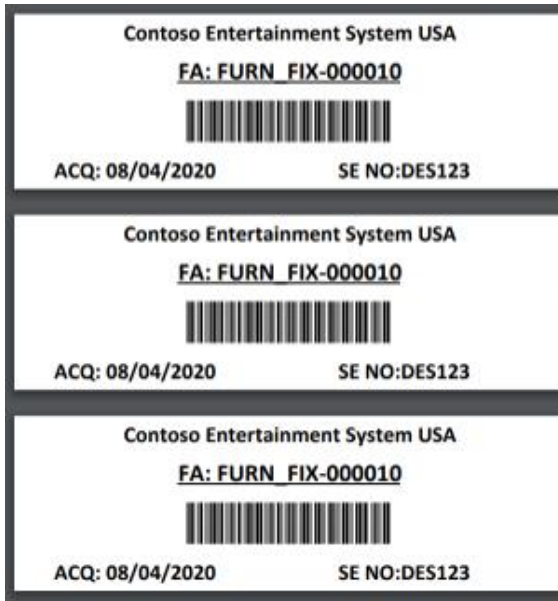 Contoso Entertainment System USA
FA: FURN_FIX-000010
ACQ: 08/04/2020 SE NO:DES123
Contoso Entertainment System USA
FA: FURN_FIX-000010
ACQ: 08/04/2020 SE NO:DES123
Contoso Entertainment System USA
FA: FURN_FIX-000010
ACQ: 08/04/2020 SE NO:DES123